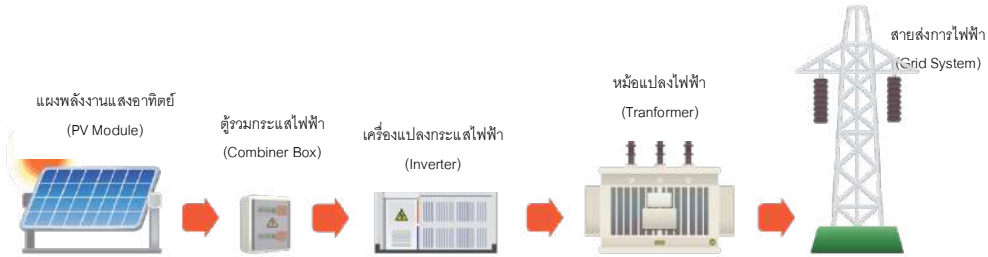 แผงพลังงานแสงอาทิตย์
(PV Module)
ตู้รวมกระแสไฟฟ้า
(Combiner Box)
เครื่องแปลงกระแสไฟฟ้า
(Inverter)
หม้อแปลงไฟฟ้า
(Tranformer)
สายส่งการไฟฟ้า
(Grid System)